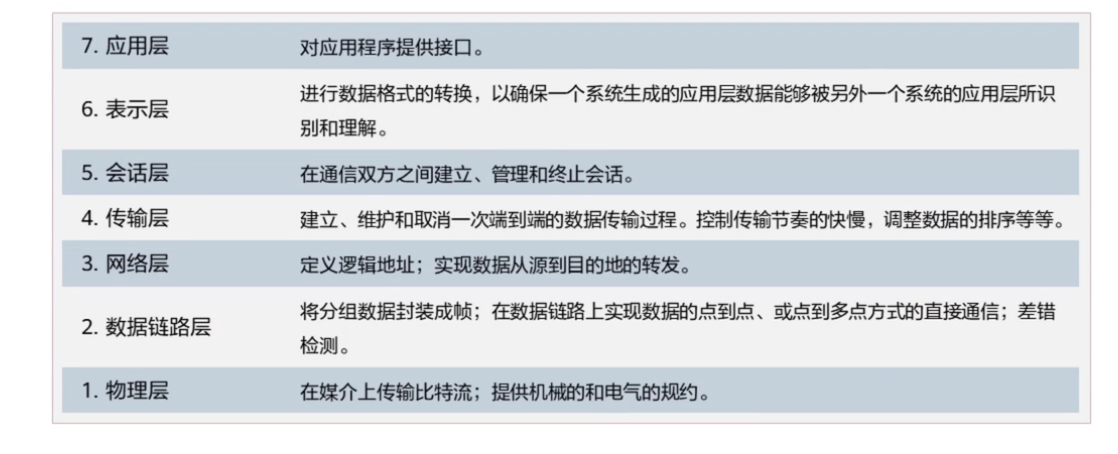 7. 应用层 对应用程序提供接口。
6. 表示层 进行数据格式的转换，以确保一个系统生成的应用层数据能够被另外一个系统的应用层所识
别和理解。
5. 会话层 在通信双方之间建立、管理和终止会话。
4. 传输层 建立、维护和取消一次端到端的数据传输过程。控制传输节奏的快慢，调整数据的排序等等。
3. 网络层 定义逻辑地址；实现数据从源到目的地的转发。
2. 数据链路层 将分组数据封装成帧；在数据链路上实现数据的点到点、或点到多点方式的直接通信；差错
检测。
1. 物理层 在媒介上传输比特流；提供机械的和电气的规约。